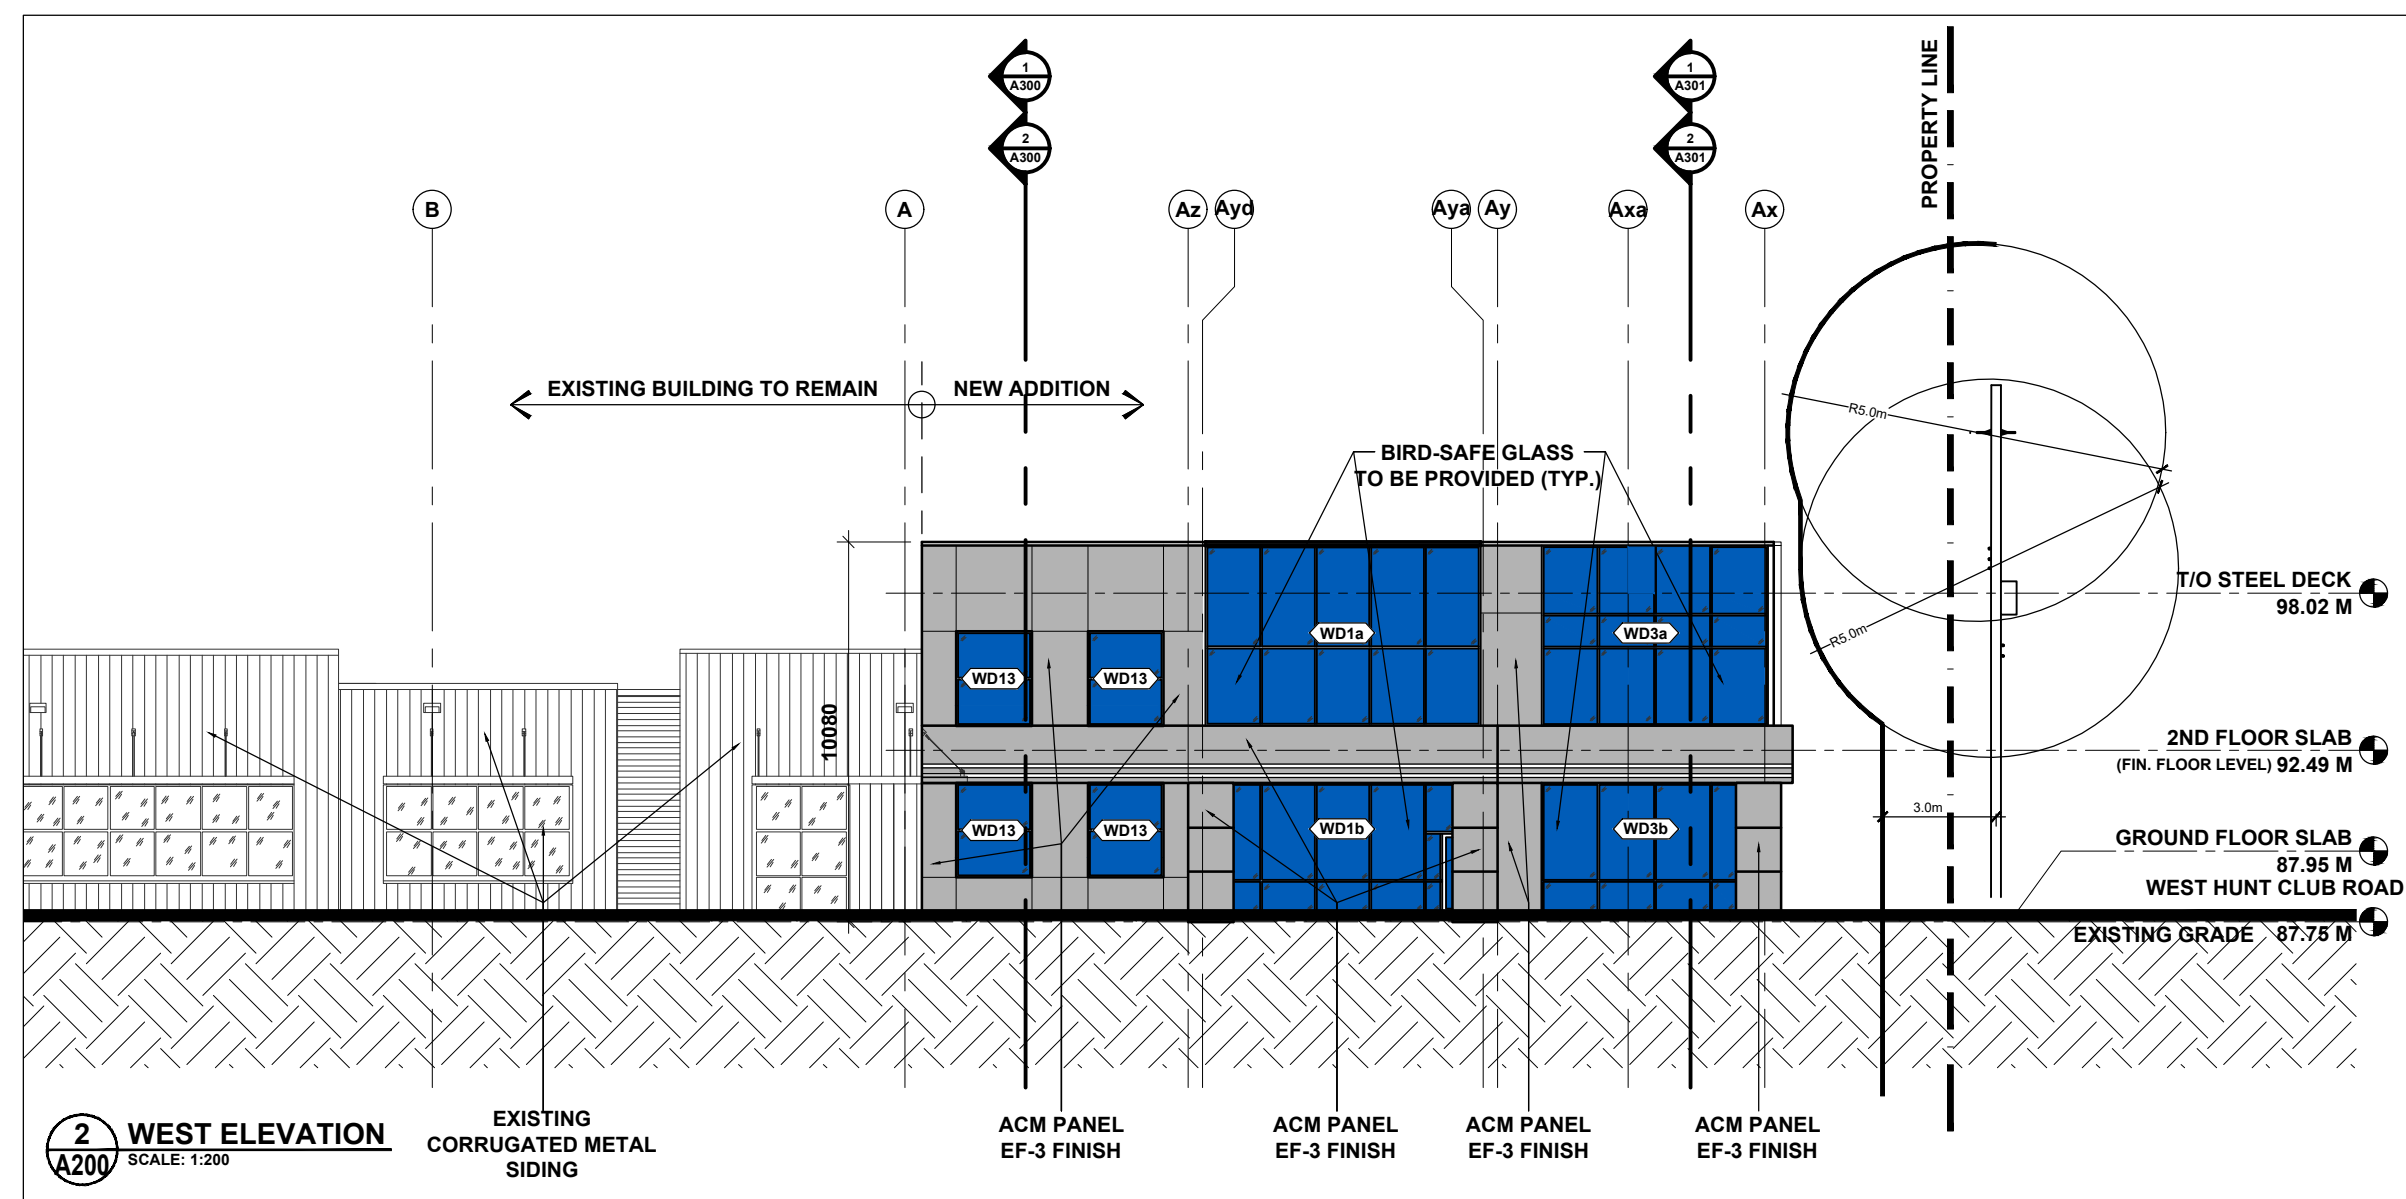 1
A300
2
A300
1
A301
2
A301
PROPERTY LINE
B
A
Az
Ayd
Aya
Ay
Axa
Ax
EXISTING BUILDING TO REMAIN
NEW ADDITION
R5.0m
BIRD-SAFE GLASS
TO BE PROVIDED (TYP.)
T/O STEEL DECK
98.02 M
R5.0m
WD1a
WD3a
WD13
WD13
10080
2ND FLOOR SLAB
(FIN. FLOOR LEVEL) 92.49 M
3.0m
WD13
WD13
WD1b
WD3b
GROUND FLOOR SLAB
87.95 M
WEST HUNT CLUB ROAD
EXISTING GRADE 87.75 M
2
A200
WEST ELEVATION
SCALE: 1:200
EXISTING
CORRUGATED METAL
SIDING
ACM PANEL
EF-3 FINISH
ACM PANEL
EF-3 FINISH
ACM PANEL
EF-3 FINISH
ACM PANEL
EF-3 FINISH